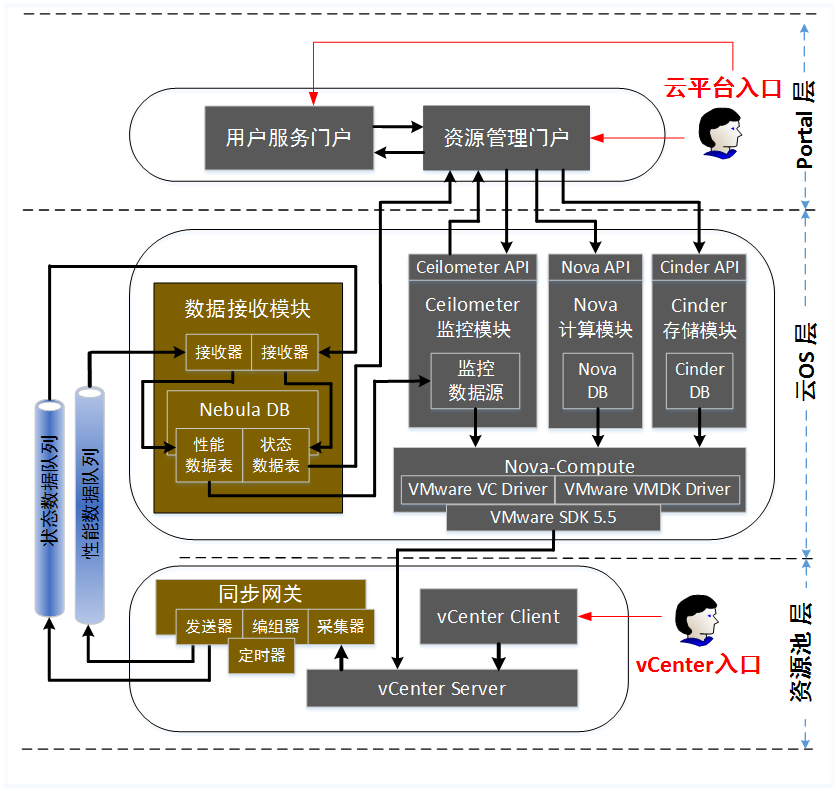 云平台入口
用户服务门户
资源管理门户
Portal 层
Ceilometer API
Nova API
Cinder API
数据接收模块
Ceilometer
监控模块
Nova
计算模块
Cinder
存储模块
接收器
接收器
监控
数据源
Nova
DB
Cinder
DB
Nebula DB
性能
数据表
状态
数据表
云OS 层
状态数据队列
性能数据队列
Nova-Compute
VMware VC Driver
VMware VMDK Driver
VMware SDK 5.5
同步网关
发送器
编组器
采集器
定时器
vCenter Client
vCenter Server
vCenter入口
资源池 层